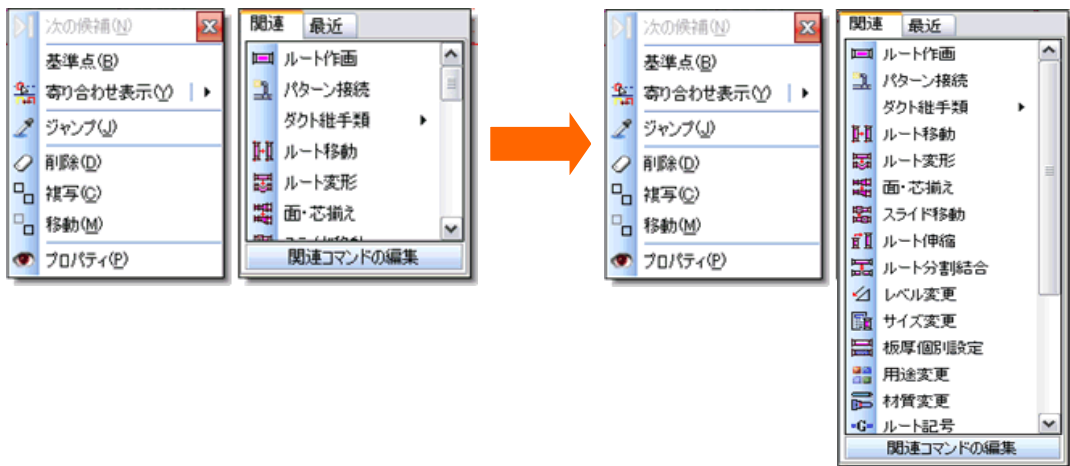 次の候補(N)
基準点(B)
寄り合わせ表示(Y)
ジャンプ(J)
削除(D)
複写(C)
移動(M)
プロパティ(P)
関連 最近
ルート作画
パターン接続
ダクト継手類
ルート移動
ルート変形
面・芯揃え
関連コマンドの編集
次の候補(N)
基準点(B)
寄り合わせ表示(Y)
ジャンプ(J)
削除(D)
複写(C)
移動(M)
プロパティ(P)
関連 最近
ルート作画
パターン接続
ダクト継手類
ルート移動
ルート変形
面・芯揃え
スライド移動
ルート伸縮
ルート分割結合
レベル変更
サイズ変更
板厚個別設定
用途変更
材質変更
-G- ルート記号
関連コマンドの編集